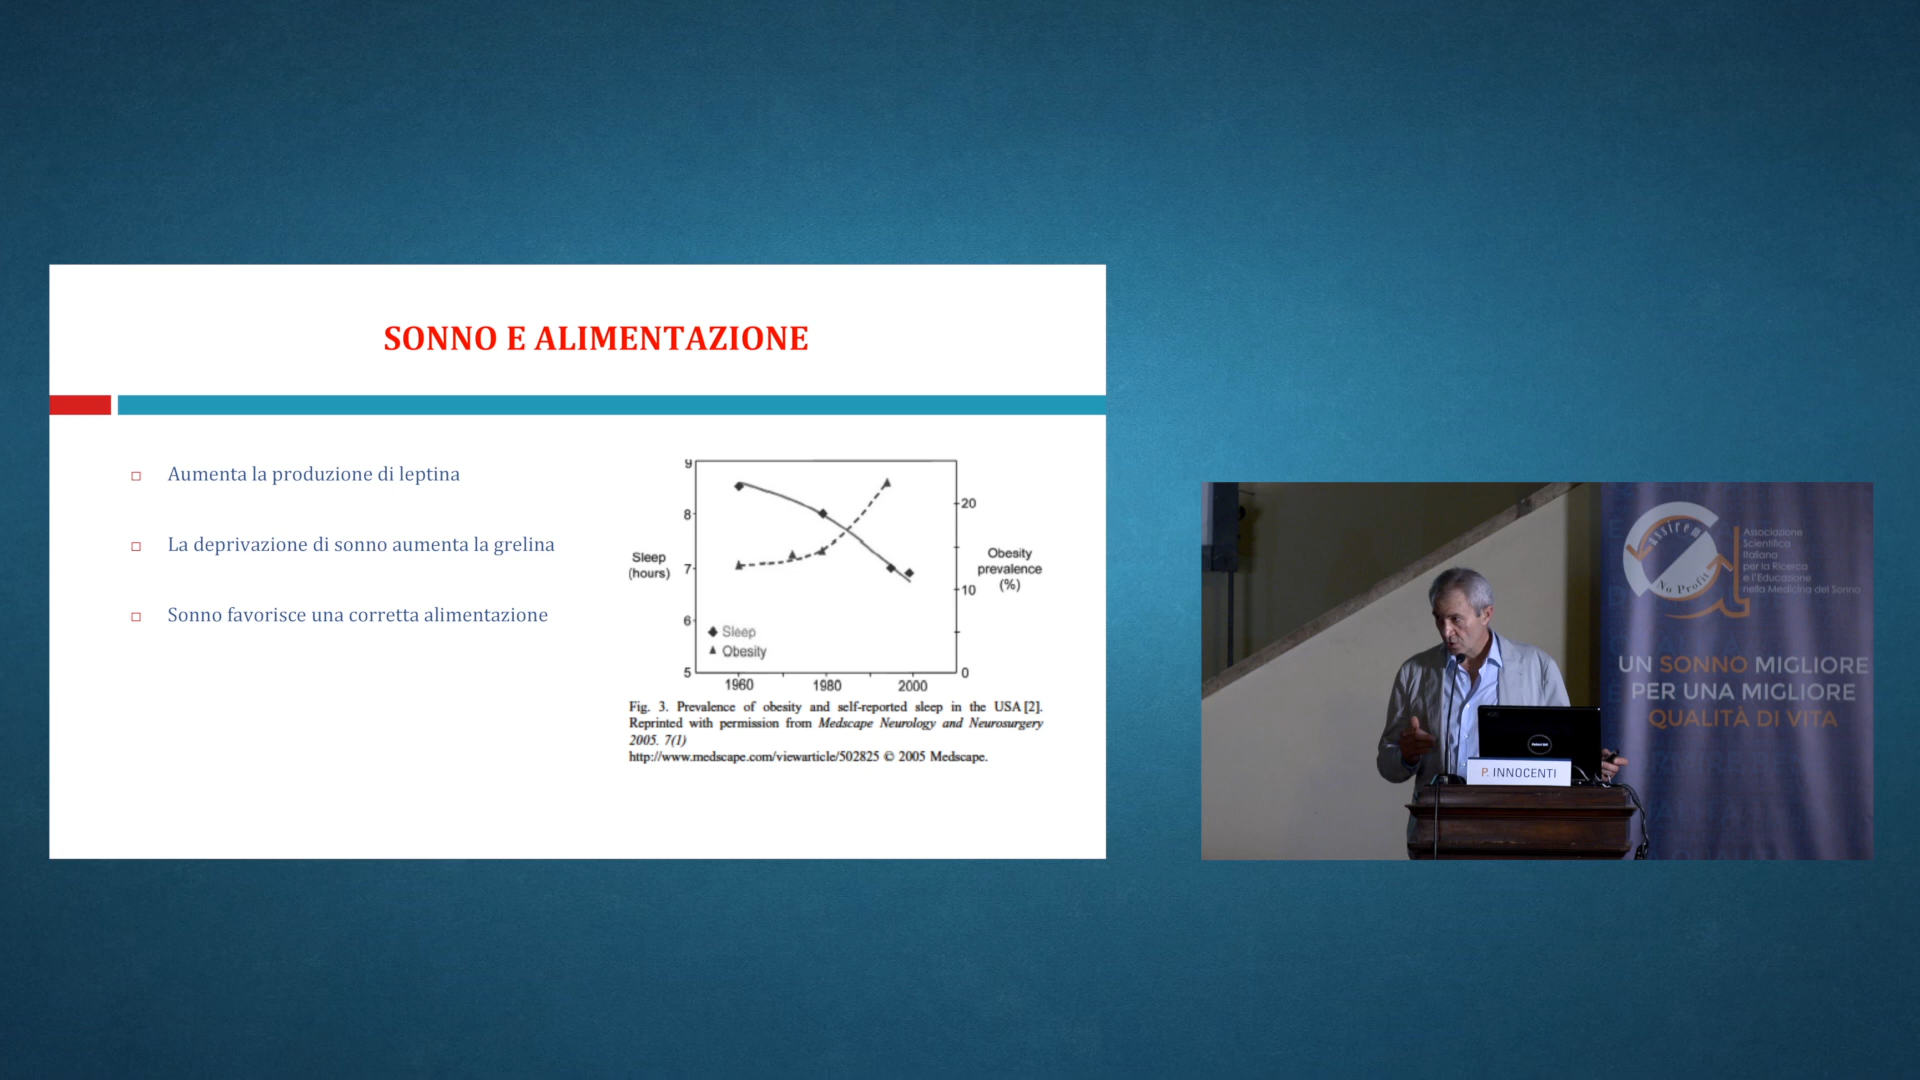 SONNO E ALIMENTAZIONE
Aumenta la produzione di leptina
La deprivazione di sonno aumenta la grelina
Sonno favorisce una corretta alimentazione
9
8
7
6
5
Sleep
(hours)
20
10
0
Obesity
prevalence
(%)
Sleep
Obesity
1960 1980 2000
Fig. 3. Prevalence of obesity and self-reported sleep in the USA [2].
Reprinted with permission from Medscape Neurology and Neurosurgery
2005. 7(1)
http://www.medscape.com/viewarticle/502825 © 2005 Medscape.
assirem
No Profit
Associazione
Scientifica
Italiana
per la Ricerca
e l'Educazione
nella Medicina del Sonno
UN SONNO MIGLIORE
PER UNA MIGLIORE
QUALITÀ DI VITA
P. INNOCENTI